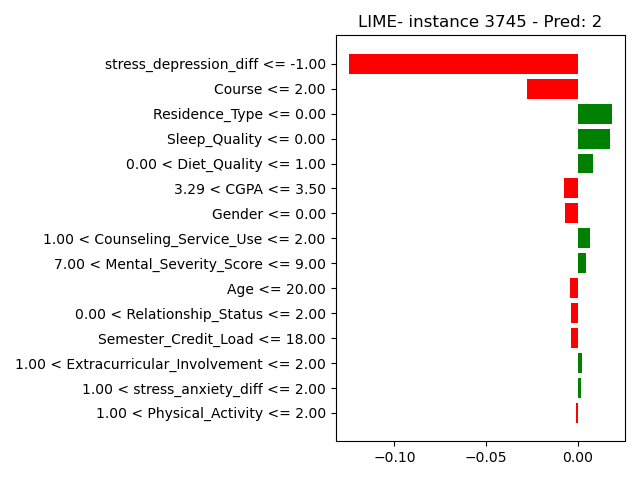 LIME- instance 3745 - Pred: 2
stress_depression_diff <= -1.00
Course <= 2.00
Residence_Type <= 0.00
Sleep_Quality <= 0.00
0.00 < Diet_Quality <= 1.00
3.29 < CGPA <= 3.50
Gender <= 0.00
1.00 < Counseling_Service_Use <= 2.00
7.00 < Mental_Severity_Score <= 9.00
Age <= 20.00
0.00 < Relationship_Status <= 2.00
Semester_Credit_Load <= 18.00
1.00 < Extracurricular_Involvement <= 2.00
1.00 < stress_anxiety_diff <= 2.00
1.00 < Physical_Activity <= 2.00
−0.10 −0.05 0.00